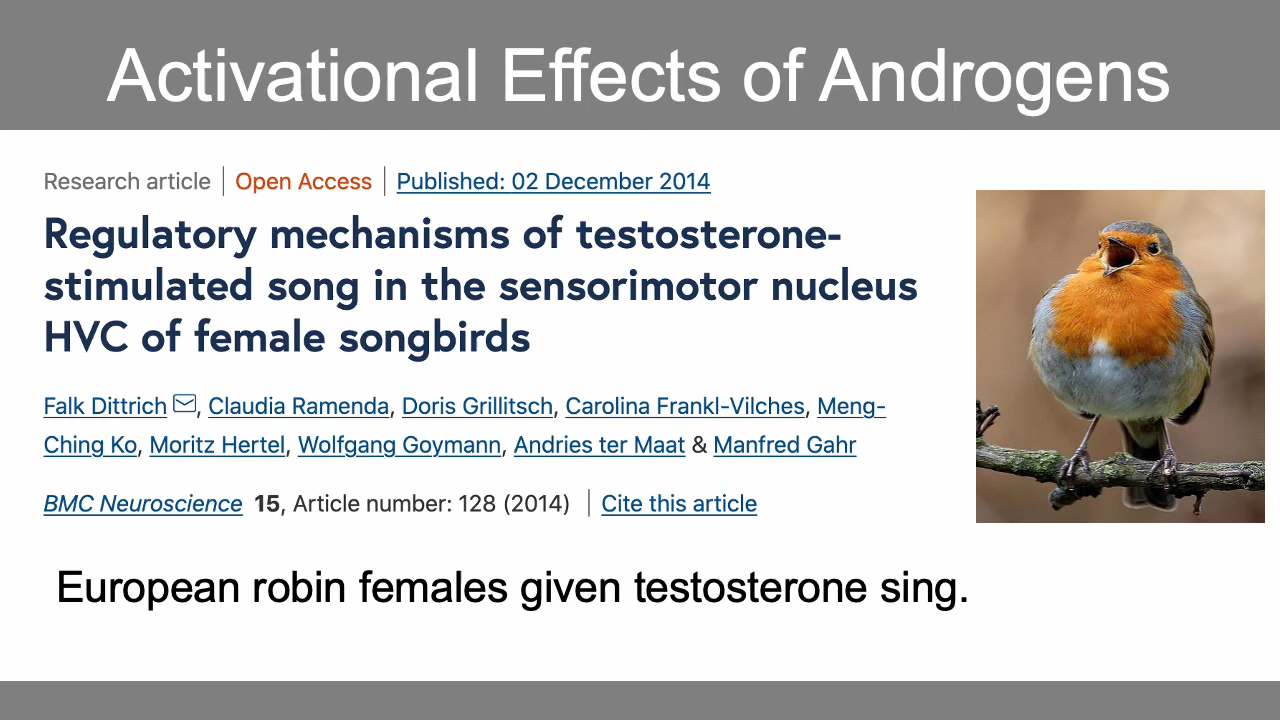 Activational Effects of Androgens
Research article | Open Access | Published: 02 December 2014
Regulatory mechanisms of testosterone-
stimulated song in the sensorimotor nucleus
HVC of female songbirds
Falk Dittrich, Claudia Ramenda, Doris Grillitsch, Carolina Frankl-Vilches, Meng-
Ching Ko, Moritz Hertel, Wolfgang Goymann, Andries ter Maat & Manfred Gahr
BMC Neuroscience 15, Article number: 128 (2014) | Cite this article
European robin females given testosterone sing.